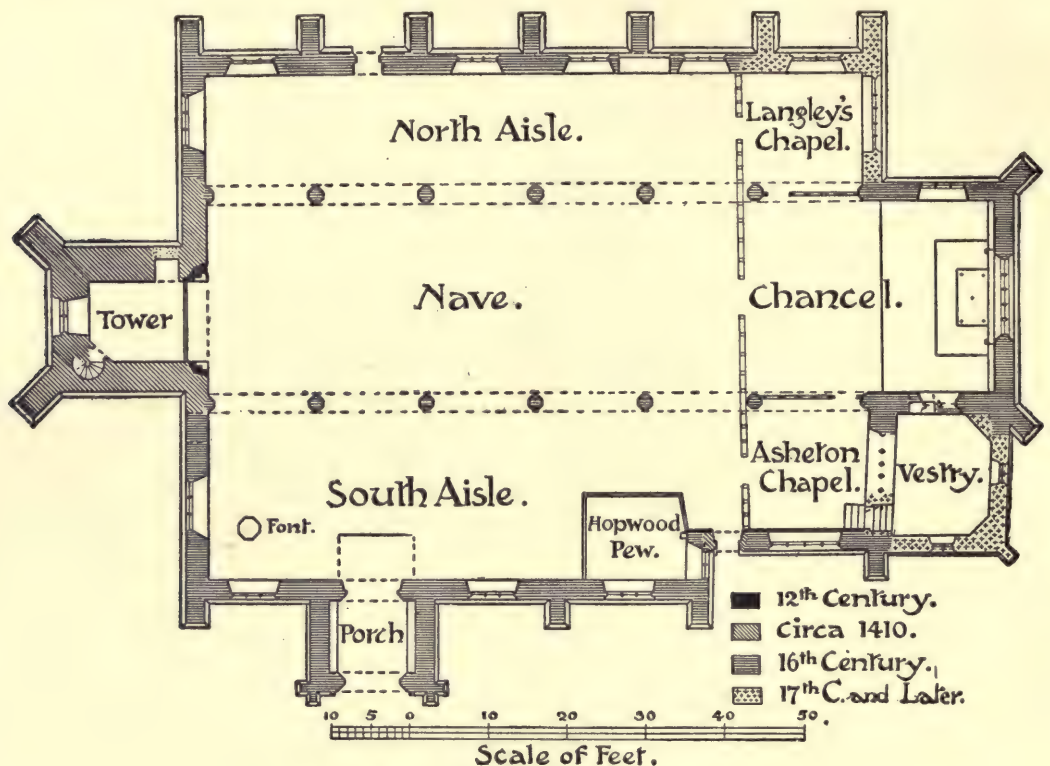 North Aisle.
Langley's
Chapel.
Nave.
Chancel.
Tower
Asheton
Chapel.
Vestry.
South Aisle.
Font.
Hopwood
Pew.
Porch
12th Century.
Circa 1410.
16th Century.
17th C. and Later.
10 5 0 10 20 30 40 50.
Scale of Feet.